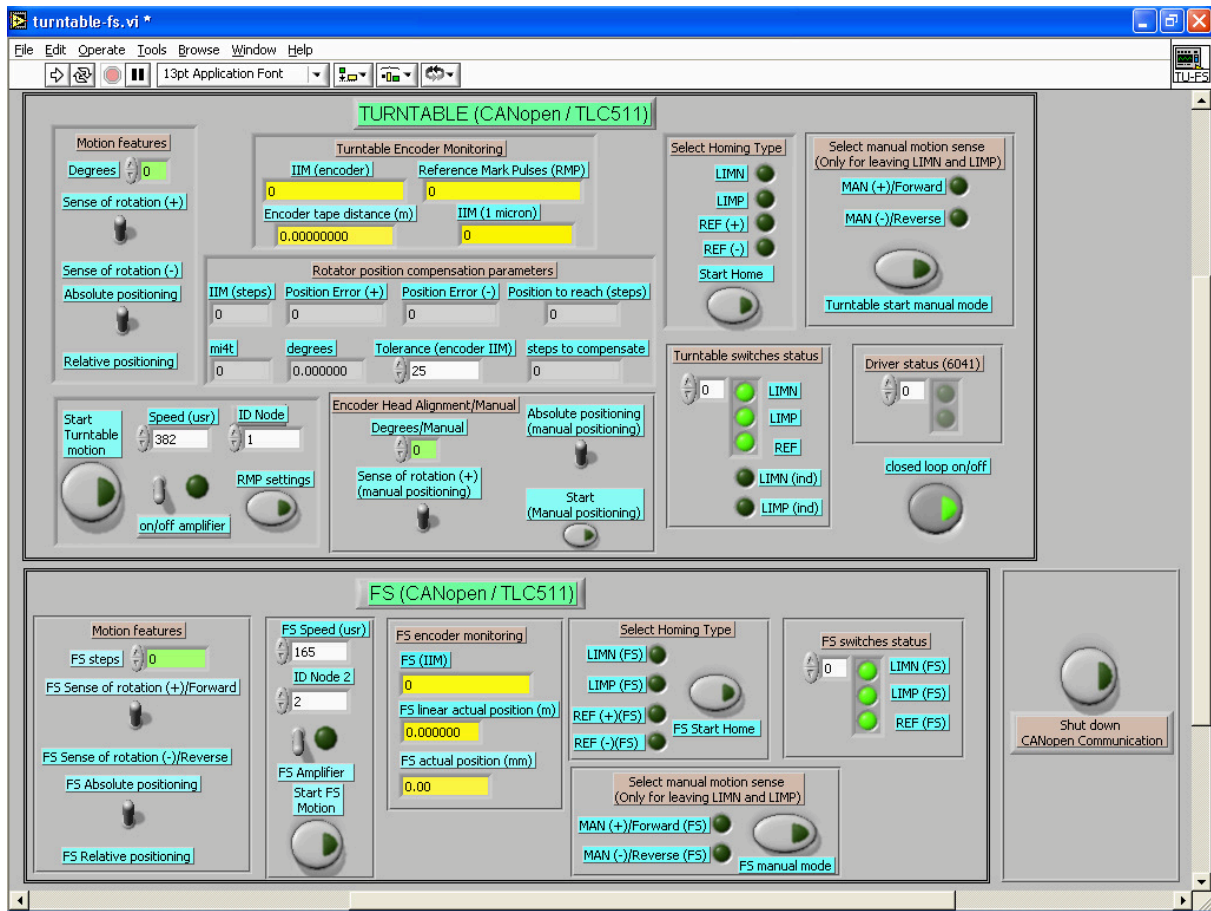 turntable-fs.vi *
File Edit Operate Tools Browse Window Help
13pt Application Font
TU-FS
TURNTABLE (CANopen / TLC511)
Motion features
Degrees 0
Sense of rotation (+)
Sense of rotation (-)
Absolute positioning
Relative positioning
Turntable Encoder Monitoring
IIM (encoder) Reference Mark Pulses (RMP)
0 0
Encoder tape distance (m) IIM (1 micron)
0.00000000 0
Rotator position compensation parameters
IIM (steps) Position Error (+) Position Error (-) Position to reach (steps)
0 0 0 0
mi4t degrees Tolerance (encoder IIM) steps to compensate
0 0.000000 25 0
Select Homing Type
LIMN
LIMP
REF (+)
REF (-)
Start Home
Select manual motion sense
(Only for leaving LIMN and LIMP)
MAN (+)/Forward
MAN (-)/Reverse
Turntable start manual mode
Start
Turntable
motion
Speed (usr) ID Node
382 1
RMP settings
on/off amplifier
Encoder Head Alignment/Manual
Degrees/Manual
0
Sense of rotation (+)
(manual positioning)
Absolute positioning
(manual positioning)
Start
(Manual positioning)
Turntable switches status
0 LIMN
LIMP
REF
LIMN (ind)
LIMP (ind)
Driver status (6041)
0
closed loop on/off
FS (CANopen / TLC511)
Motion features
FS steps 0
FS Sense of rotation (+)/Forward
FS Sense of rotation (-)/Reverse
FS Absolute positioning
FS Relative positioning
FS Speed (usr)
165
ID Node 2
2
FS Amplifier
Start FS
Motion
FS encoder monitoring
FS (IIM)
0
FS linear actual position (m)
0.000000
FS actual position (mm)
0.00
Select Homing Type
LIMN (FS)
LIMP (FS)
REF (+)(FS)
REF (-)(FS)
FS Start Home
FS switches status
0 LIMN (FS)
LIMP (FS)
REF (FS)
Select manual motion sense
(Only for leaving LIMN and LIMP)
MAN (+)/Forward (FS)
MAN (-)/Reverse (FS)
FS manual mode
Shut down
CANopen Communication